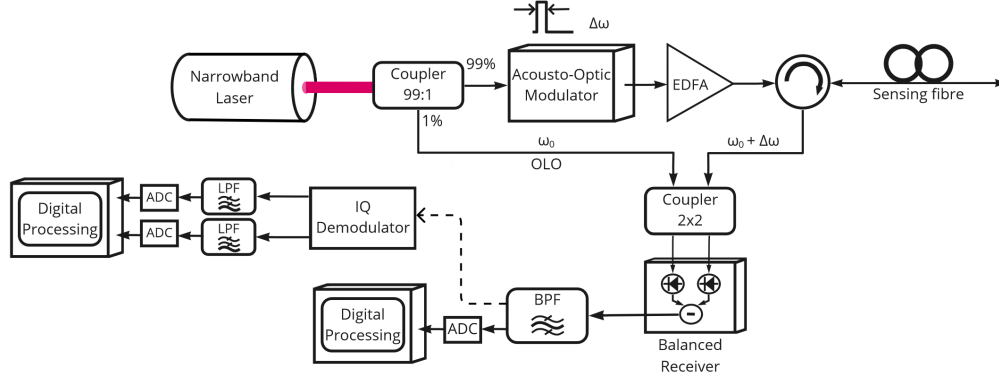 Δω
Narrowband
Laser
Coupler
99:1
99%
1%
Acousto-Optic
Modulator
EDFA
Sensing fibre
ω₀
OLO
ω₀ + Δω
Coupler
2x2
Digital
Processing
ADC
LPF
ADC
LPF
IQ
Demodulator
Digital
Processing
ADC
BPF
-
Balanced
Receiver